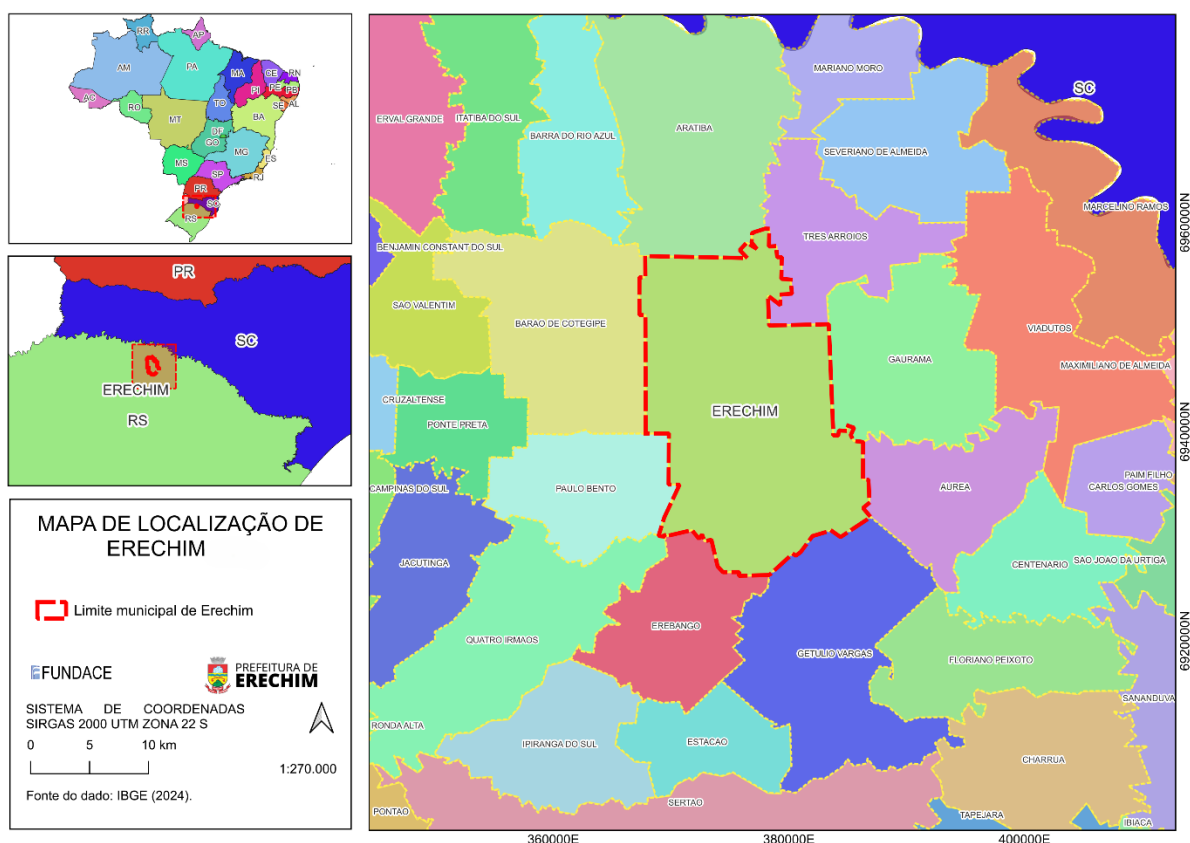 RR
AP
AM
PA
MA
CE
RN
PI
PE
PB
AC
TO
SE
AL
RO
MT
BA
DF
GO
MG
ES
MS
SP
RJ
PR
SC
RS
PR
SC
ERECHIM
RS
MAPA DE LOCALIZAÇÃO DE
ERECHIM
Limite municipal de Erechim
FUNDACE
PREFEITURA DE
ERECHIM
SISTEMA DE COORDENADAS
SIRGAS 2000 UTM ZONA 22 S
0 5 10 km
1:270.000
Fonte do dado: IBGE (2024).
MARIANO MORO
SC
ERVAL GRANDE
ITATIBA DO SUL
BARRA DO RIO AZUL
ARATIBA
SEVERIANO DE ALMEIDA
MARCELINO RAMOS
TRES ARROIOS
BENJAMIN CONSTANT DO SUL
SAO VALENTIM
BARAO DE COTEGIPE
VIADUTOS
GAURAMA
MAXIMILIANO DE ALMEIDA
CRUZALTENSE
PONTE PRETA
ERECHIM
PAIM FILHO
CARLOS GOMES
CAMPINAS DO SUL
PAULO BENTO
AUREA
JACUTINGA
CENTENARIO
SAO JOAO DA URTIGA
EREBANGO
QUATRO IRMAOS
GETULIO VARGAS
FLORIANO PEIXOTO
SANANDUVA
RONDA ALTA
IPIRANGA DO SUL
ESTACAO
CHARRUA
SERTAO
PONTAO
TAPEJARA
IBIACA
6960000N
6940000N
6920000N
360000E
380000E
400000E